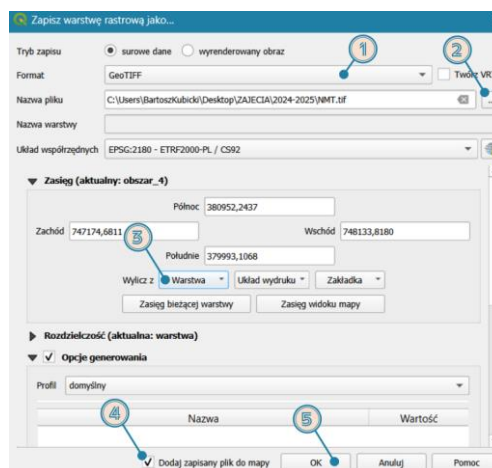 Zapisz warstwę rastrową jako...
Tryb zapisu surowe dane wyrenderowany obraz
1
2
Format GeoTIFF Twórz VRT
Nazwa pliku C:\Users\BartoszKubicki\Desktop\ZAJECIA\2024-2025\NMT.tif
Nazwa warstwy
Układ współrzędnych EPSG:2180 - ETRF2000-PL / CS92
Zasięg (aktualny: obszar_4)
Północ 380952,2437
Zachód 747174,6811 Wschód 748133,8180
3
Południe 379993,1068
Wylicz z Warstwa Układ wydruku Zakładka
Zasięg bieżącej warstwy Zasięg widoku mapy
Rozdzielczość (aktualna: warstwa)
Opcje generowania
Profil domyślny
4
5
Nazwa Wartość
Dodaj zapisany plik do mapy OK Anuluj Pomoc